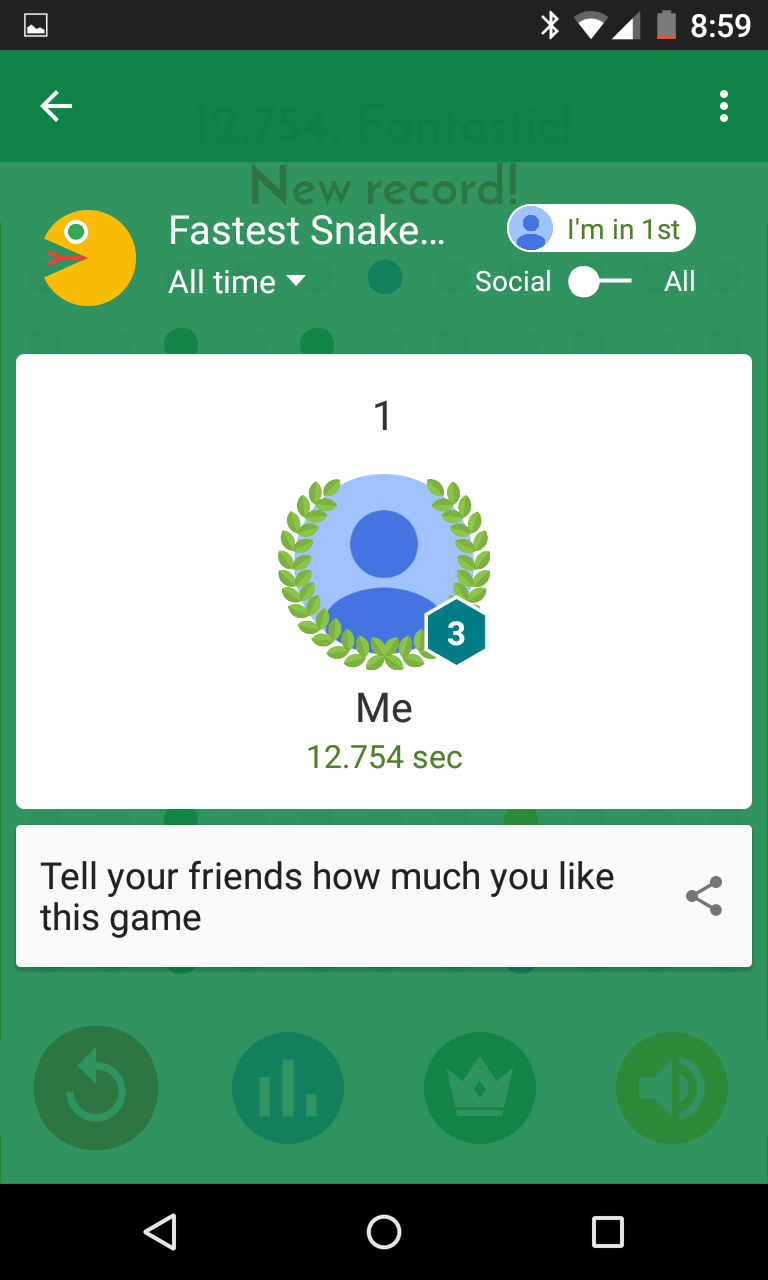 8:59
12.754. Fantastic!
New record!
Fastest Snake…
I'm in 1st
All time
Social
All
1
3
Me
12.754 sec
Tell your friends how much you like
this game